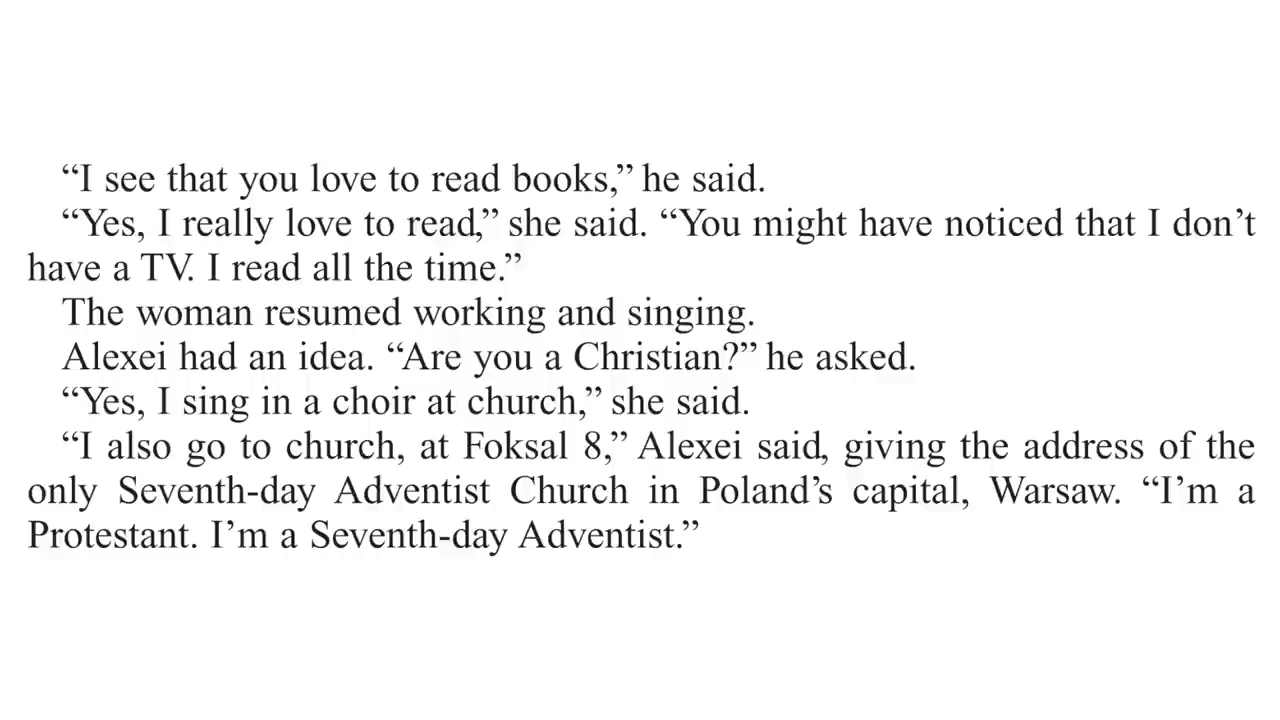 “I see that you love to read books,” he said.
“Yes, I really love to read,” she said. “You might have noticed that I don’t
have a TV. I read all the time.”
The woman resumed working and singing.
Alexei had an idea. “Are you a Christian?” he asked.
“Yes, I sing in a choir at church,” she said.
“I also go to church, at Foksal 8,” Alexei said, giving the address of the
only Seventh-day Adventist Church in Poland’s capital, Warsaw. “I’m a
Protestant. I’m a Seventh-day Adventist.”